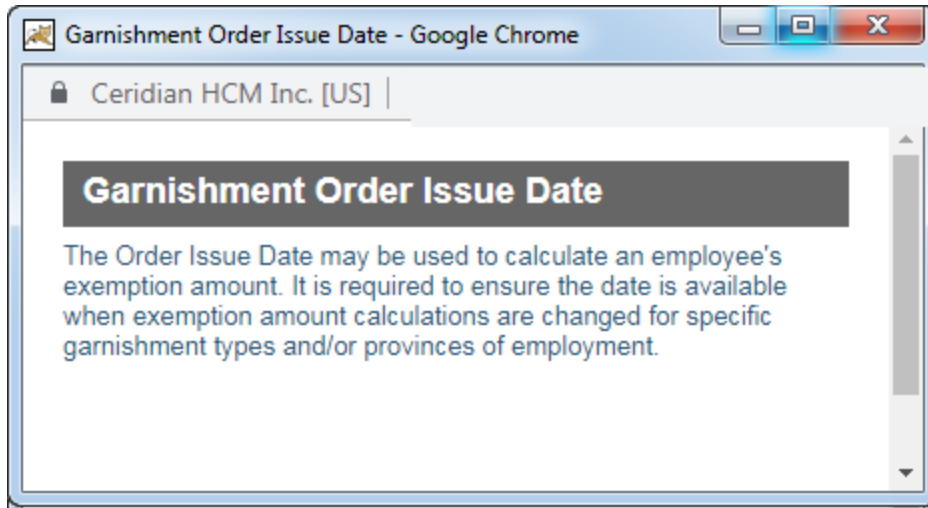 Garnishment Order Issue Date - Google Chrome
Ceridian HCM Inc. [US]
Garnishment Order Issue Date
The Order Issue Date may be used to calculate an employee's
exemption amount. It is required to ensure the date is available
when exemption amount calculations are changed for specific
garnishment types and/or provinces of employment.